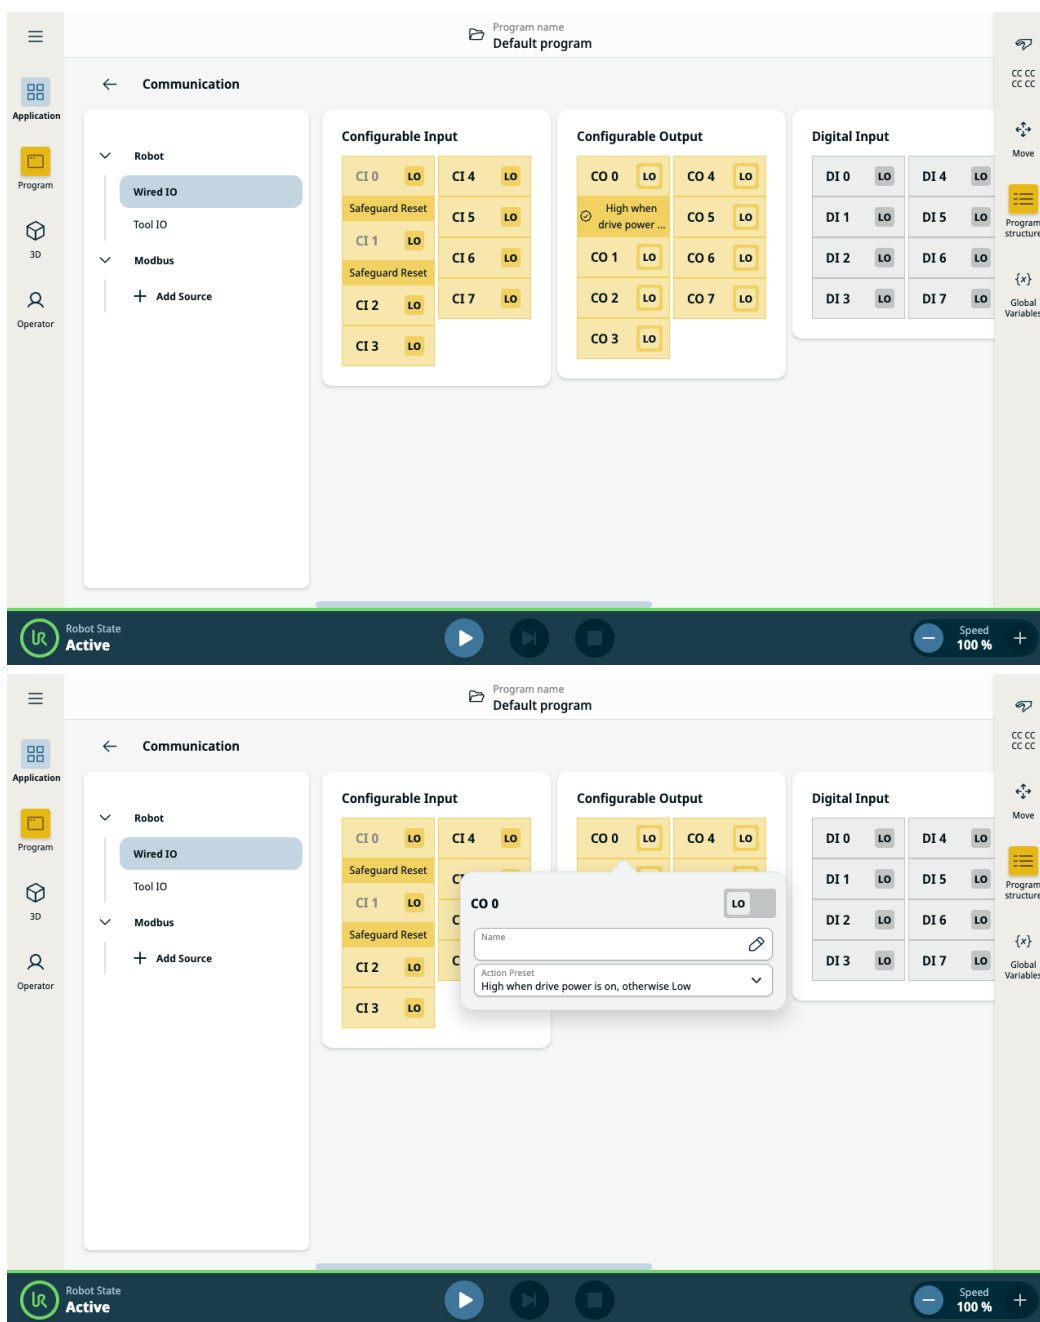 Program name
Default program
Communication
Application
Program
3D
Operator
Robot
Wired IO
Tool IO
Modbus
Add Source
Configurable Input
CI 0 LO CI 4 LO
Safeguard Reset
CI 5 LO
CI 1 LO
CI 6 LO
Safeguard Reset
CI 2 LO CI 7 LO
CI 3 LO
Configurable Output
CO 0 LO CO 4 LO
High when
drive power ...
CO 5 LO
CO 1 LO CO 6 LO
CO 2 LO CO 7 LO
CO 3 LO
Digital Input
DI 0 LO DI 4 LO
DI 1 LO DI 5 LO
DI 2 LO DI 6 LO
DI 3 LO DI 7 LO
CC CC
CC CC
Move
Program
structure
{x}
Global
Variables
UR
Robot State
Active
Speed
100 %
Program name
Default program
Communication
Application
Program
3D
Operator
Robot
Wired IO
Tool IO
Modbus
Add Source
Configurable Input
CI 0 LO CI 4 LO
Safeguard Reset
C
CI 1 LO
C
Safeguard Reset
CI 2 LO C
CI 3 LO
Configurable Output
CO 0 LO CO 4 LO
CO 0 LO
Name
Action Preset
High when drive power is on, otherwise Low
Digital Input
DI 0 LO DI 4 LO
DI 1 LO DI 5 LO
DI 2 LO DI 6 LO
DI 3 LO DI 7 LO
CC CC
CC CC
Move
Program
structure
{x}
Global
Variables
UR
Robot State
Active
Speed
100 %